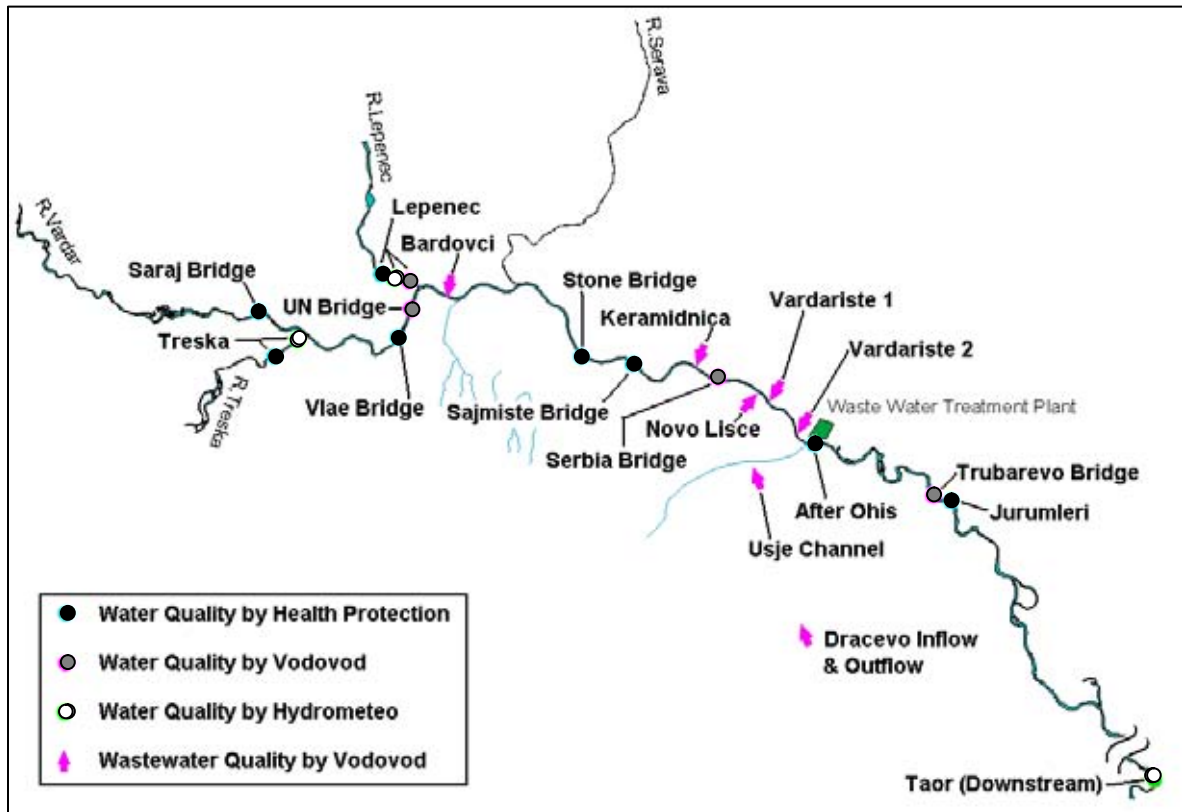 R.Serava
R.Lepenec
R.Vardar
Lepenec
Bardovci
Saraj Bridge
Stone Bridge
UN Bridge
Keramidnica
Vardariste 1
Treska
Vardariste 2
R.Treska
Vlae Bridge
Sajmiste Bridge
Waste Water Treatment Plant
Novo Lisce
Serbia Bridge
Trubarevo Bridge
After Ohis
Jurumleri
Usje Channel
Water Quality by Health Protection
Dracevo Inflow
& Outflow
Water Quality by Vodovod
Water Quality by Hydrometeo
Wastewater Quality by Vodovod
Taor (Downstream)